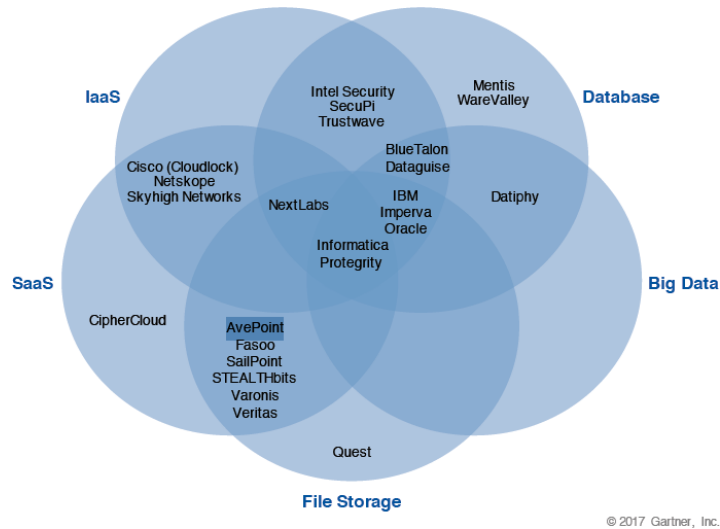 IaaS
Database
Intel Security
SecuPi
Trustwave
Mentis
WareValley
BlueTalon
Dataguise
Cisco (Cloudlock)
Netskope
Skyhigh Networks
NextLabs
IBM
Imperva
Oracle
Datiphy
Informatica
Protegrity
SaaS
Big Data
CipherCloud
AvePoint
Fasoo
SailPoint
STEALTHbits
Varonis
Veritas
Quest
File Storage
© 2017 Gartner, Inc.